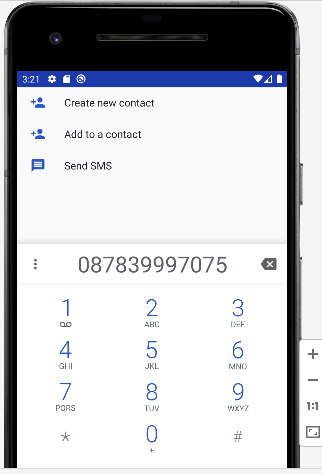 3:21
Create new contact
Add to a contact
Send SMS
087839997075
1 2 3
ABC DEF
4 5 6
GHI JKL MNO
7 8 9
PQRS TUV WXYZ
* 0 #
+
1:1